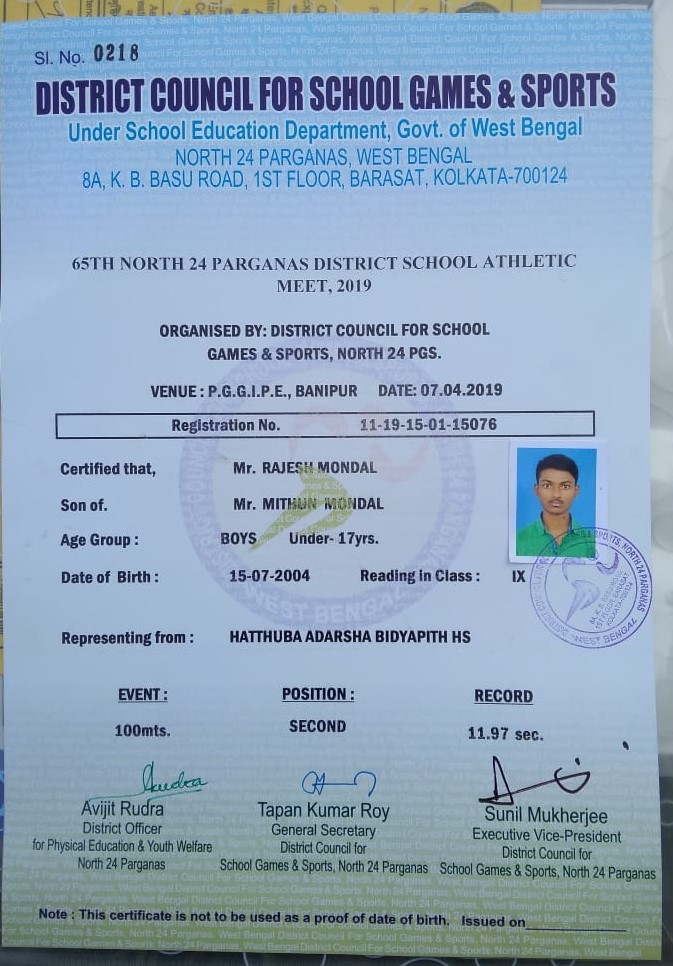 Sl. No. 0218
DISTRICT COUNCIL FOR SCHOOL GAMES & SPORTS
Under School Education Department, Govt. of West Bengal
NORTH 24 PARGANAS, WEST BENGAL
8A, K. B. BASU ROAD, 1ST FLOOR, BARASAT, KOLKATA-700124
65TH NORTH 24 PARGANAS DISTRICT SCHOOL ATHLETIC
MEET, 2019
ORGANISED BY: DISTRICT COUNCIL FOR SCHOOL
GAMES & SPORTS, NORTH 24 PGS.
VENUE : P.G.G.I.P.E., BANIPUR DATE: 07.04.2019
Registration No. 11-19-15-01-15076
Certified that, Mr. RAJESH MONDAL
Son of. Mr. MITHUN MONDAL
Age Group : BOYS Under- 17yrs.
Date of Birth : 15-07-2004 Reading in Class : IX
Representing from : HATTHUBA ADARSHA BIDYAPITH HS
EVENT : POSITION : RECORD
100mts. SECOND 11.97 sec.
Avijit Rudra Tapan Kumar Roy Sunil Mukherjee
District Officer General Secretary Executive Vice-President
for Physical Education & Youth Welfare District Council for District Council for
North 24 Parganas School Games & Sports, North 24 Parganas School Games & Sports, North 24 Parganas
Note : This certificate is not to be used as a proof of date of birth. Issued on